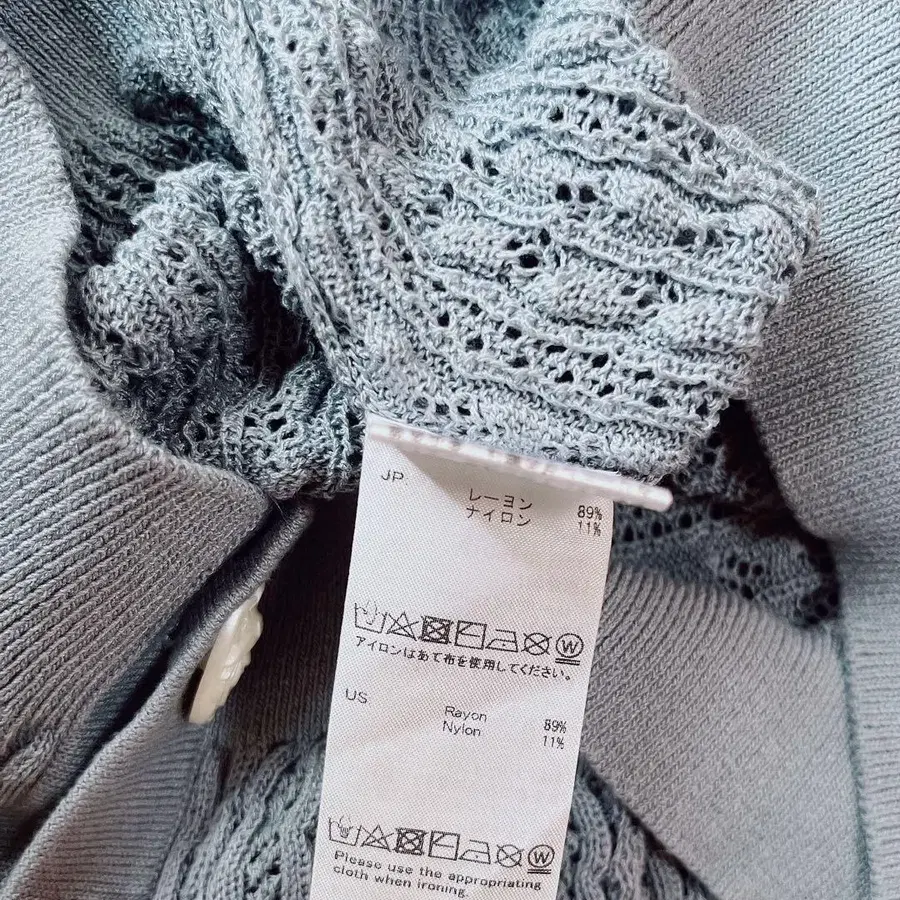 JP
レーヨン 89%
ナイロン 11%
W
アイロンはあて布を使用してください。
US
Rayon 89%
Nylon 11%
W
Please use the appropriating
cloth when ironing.